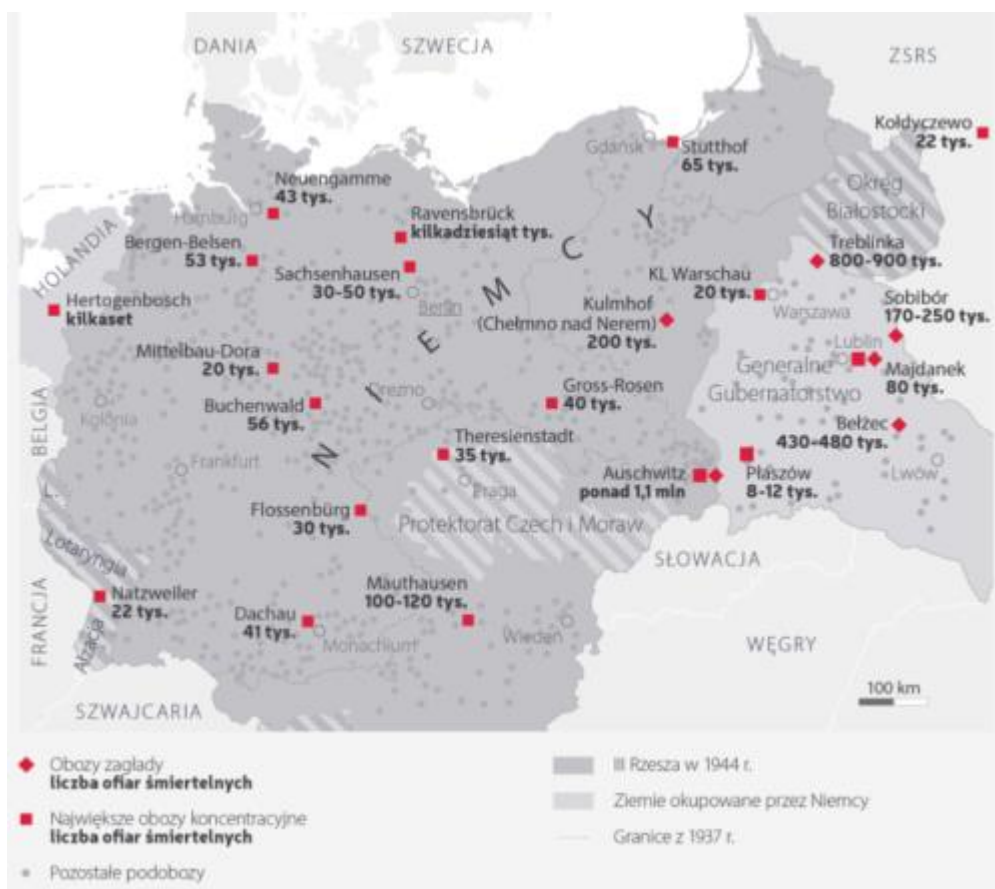 DANIA
SZWECJA
ZSRS
Kołdyczewo
22 tys.
Gdańsk
Stutthof
65 tys.
Okręg
Białostocki
Neuengamme
43 tys.
Hamburg
Ravensbrück
kilkadziesiąt tys.
Bergen-Belsen
53 tys.
Sachsenhausen
30-50 tys.
Berlin
HOLANDIA
Hertogenbosch
kilkaset
NIEMCY
Treblinka
800-900 tys.
KL Warschau
20 tys.
Warszawa
Kulmhof
(Chełmno nad Nerem)
200 tys.
Sobibór
170-250 tys.
Lublin
Majdanek
80 tys.
Generalne
Gubernatorstwo
Mittelbau-Dora
20 tys.
Buchenwald
56 tys.
Drezno
Gross-Rosen
40 tys.
BELGIA
Kolonia
Bełżec
430-480 tys.
Lwów
Theresienstadt
35 tys.
Praga
Frankfurt
Auschwitz
ponad 1,1 mln
Płaszów
8-12 tys.
L.
Flossenbürg
30 tys.
Protektorat Czech i Moraw
Lotaryngia
SŁOWACJA
FRANCJA
Natzweiler
22 tys.
Alzacja
Dachau
41 tys.
Monachium
Mauthausen
100-120 tys.
Wiedeń
WĘGRY
SZWAJCARIA
100 km
Obozy zagłady
liczba ofiar śmiertelnych
Największe obozy koncentracyjne
liczba ofiar śmiertelnych
Pozostałe podobozy
III Rzesza w 1944 r.
Ziemie okupowane przez Niemcy
Granice z 1937 r.